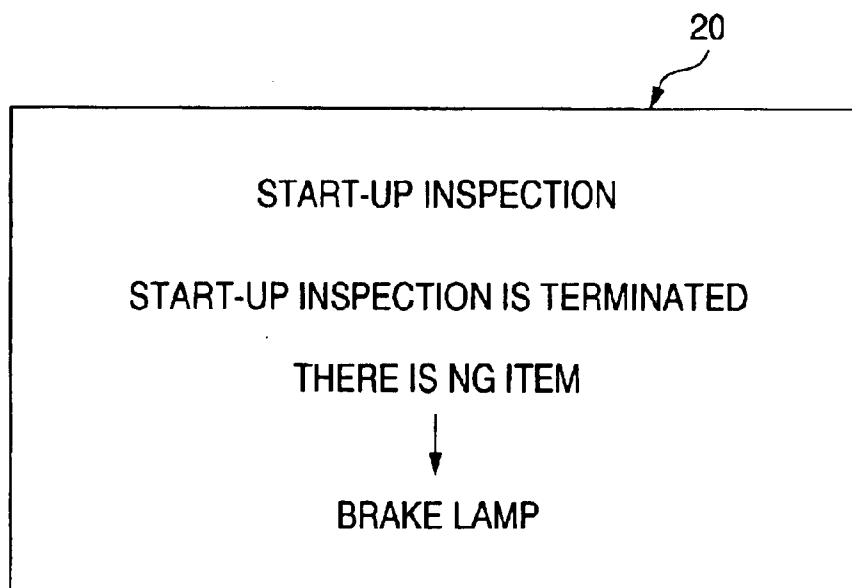 20
START-UP INSPECTION
START-UP INSPECTION IS TERMINATED
THERE IS NG ITEM
BRAKE LAMP